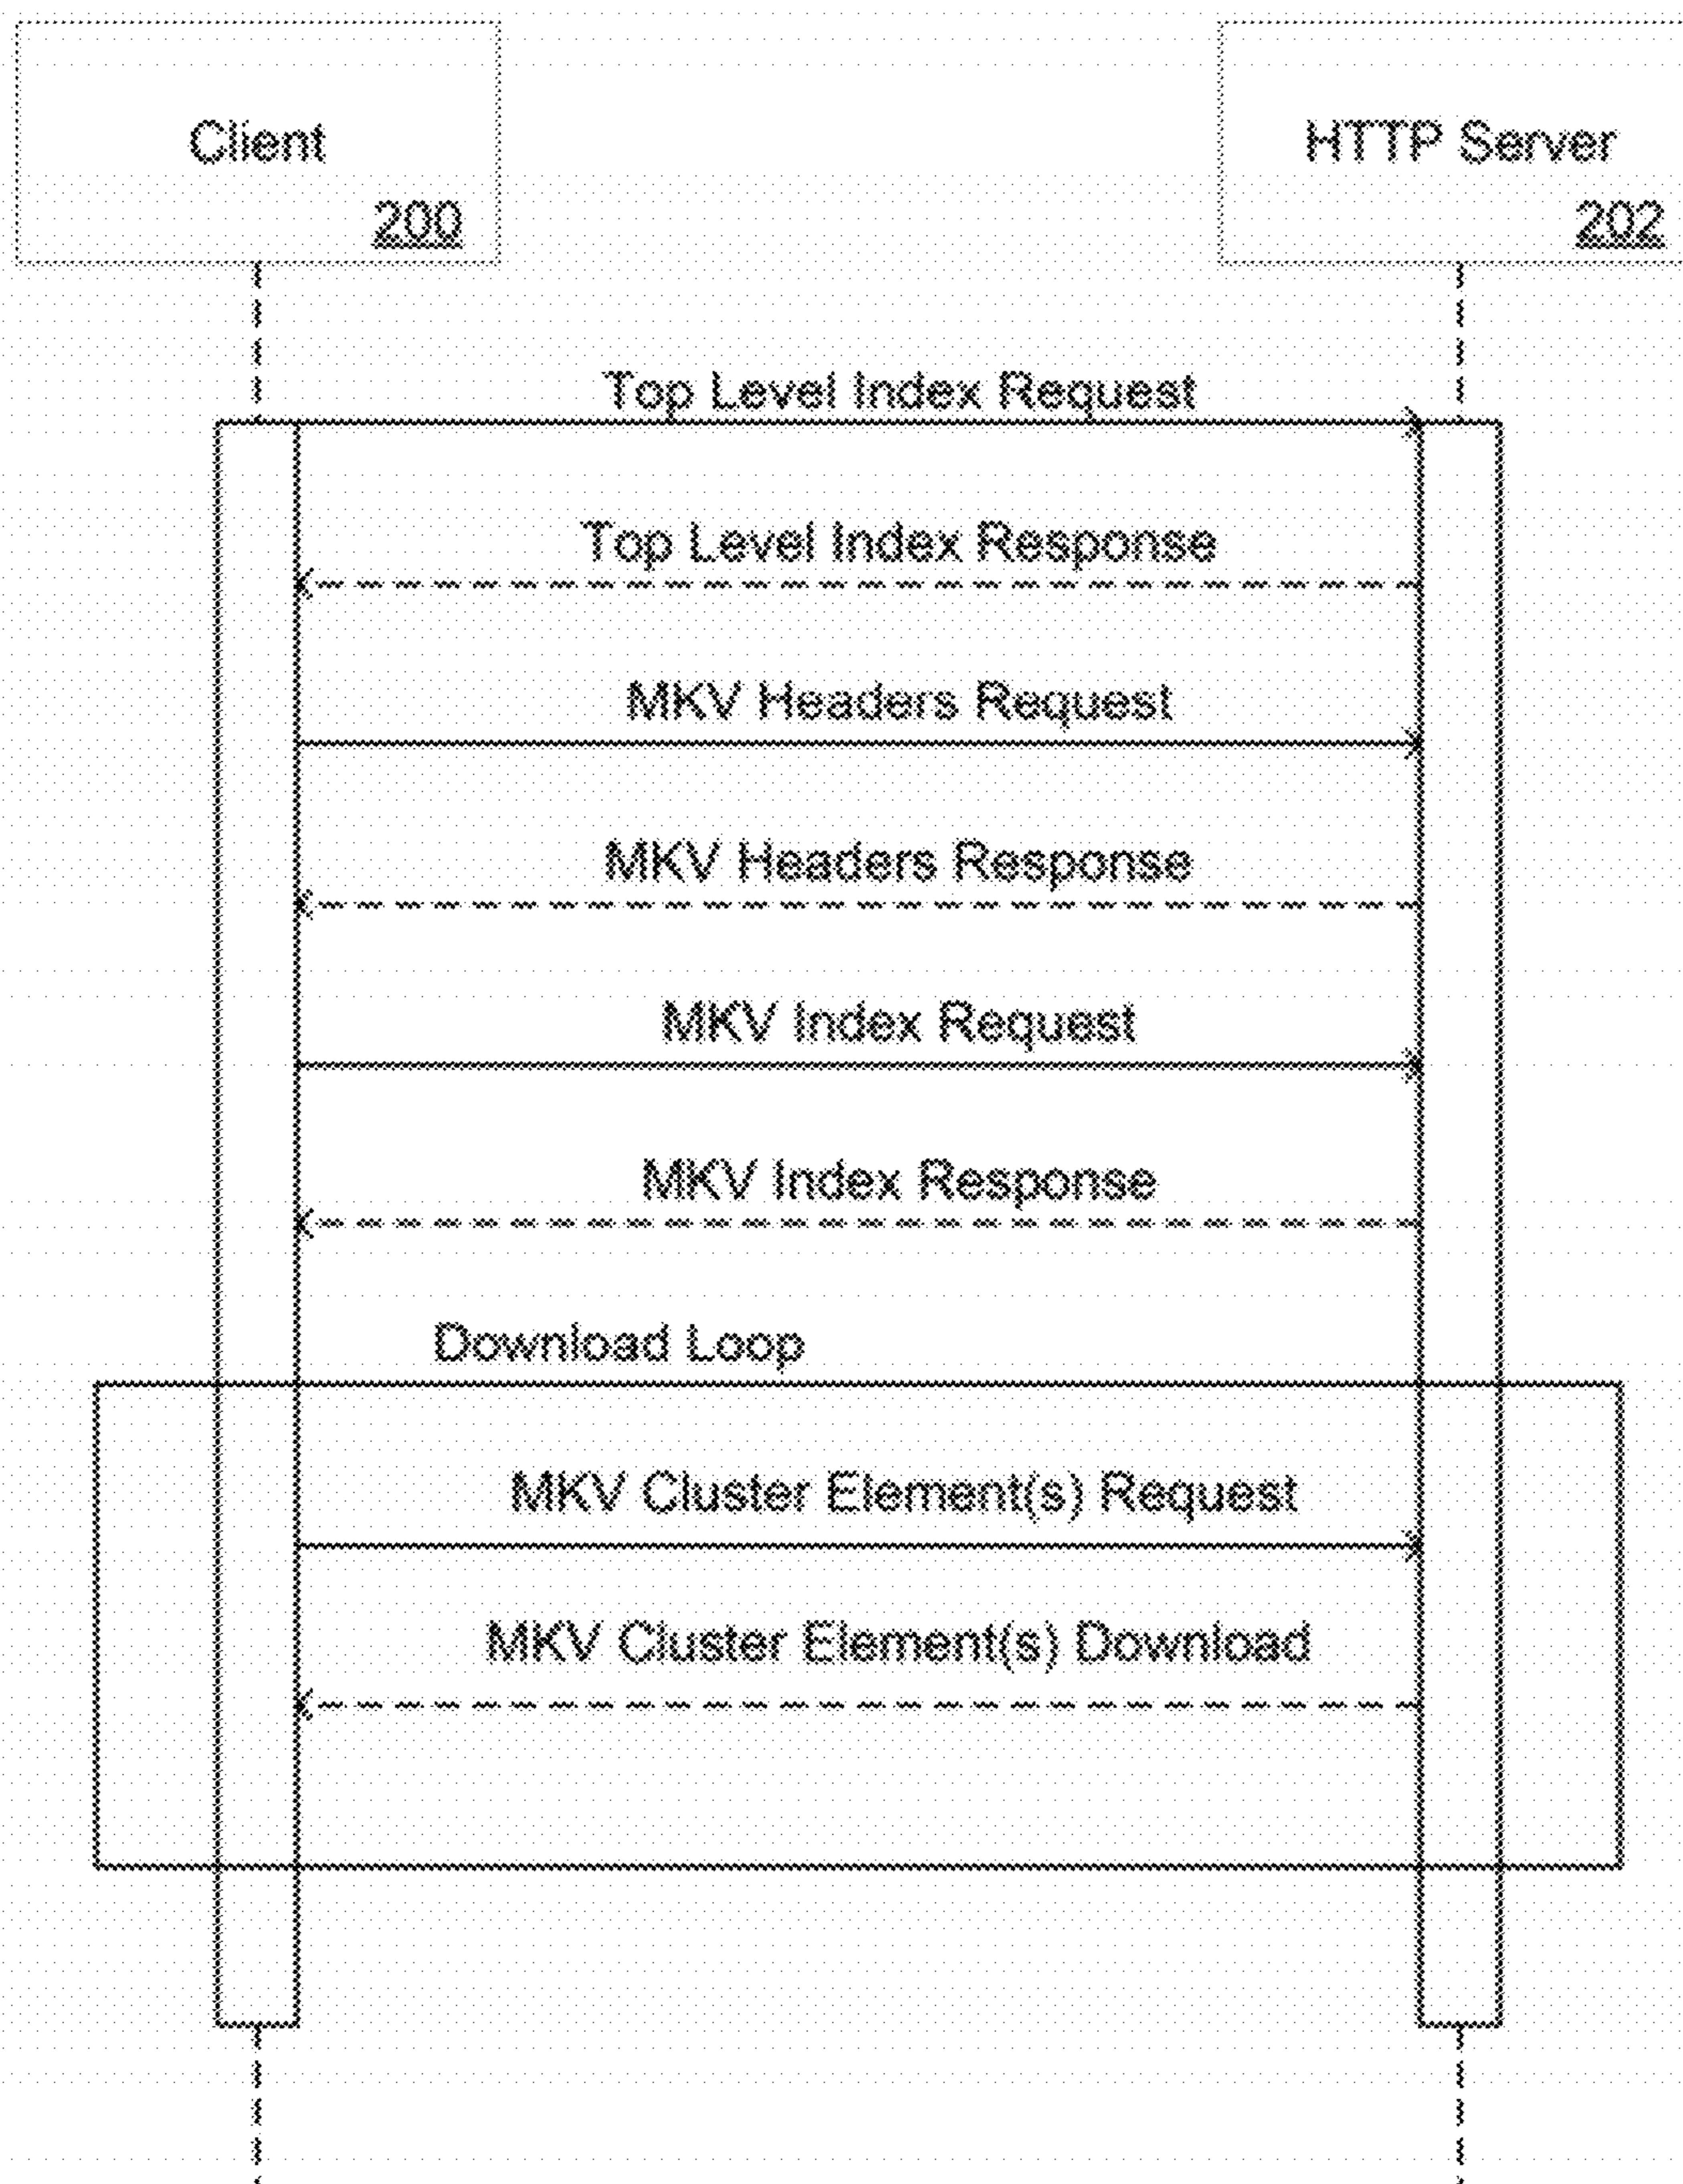 Client
200
HTTP Server
202
Top Level Index Request
Top Level Index Response
MKV Headers Request
MKV Headers Response
MKV Index Request
MKV Index Response
Download Loop
MKV Cluster Element(s) Request
MKV Cluster Element(s) Download